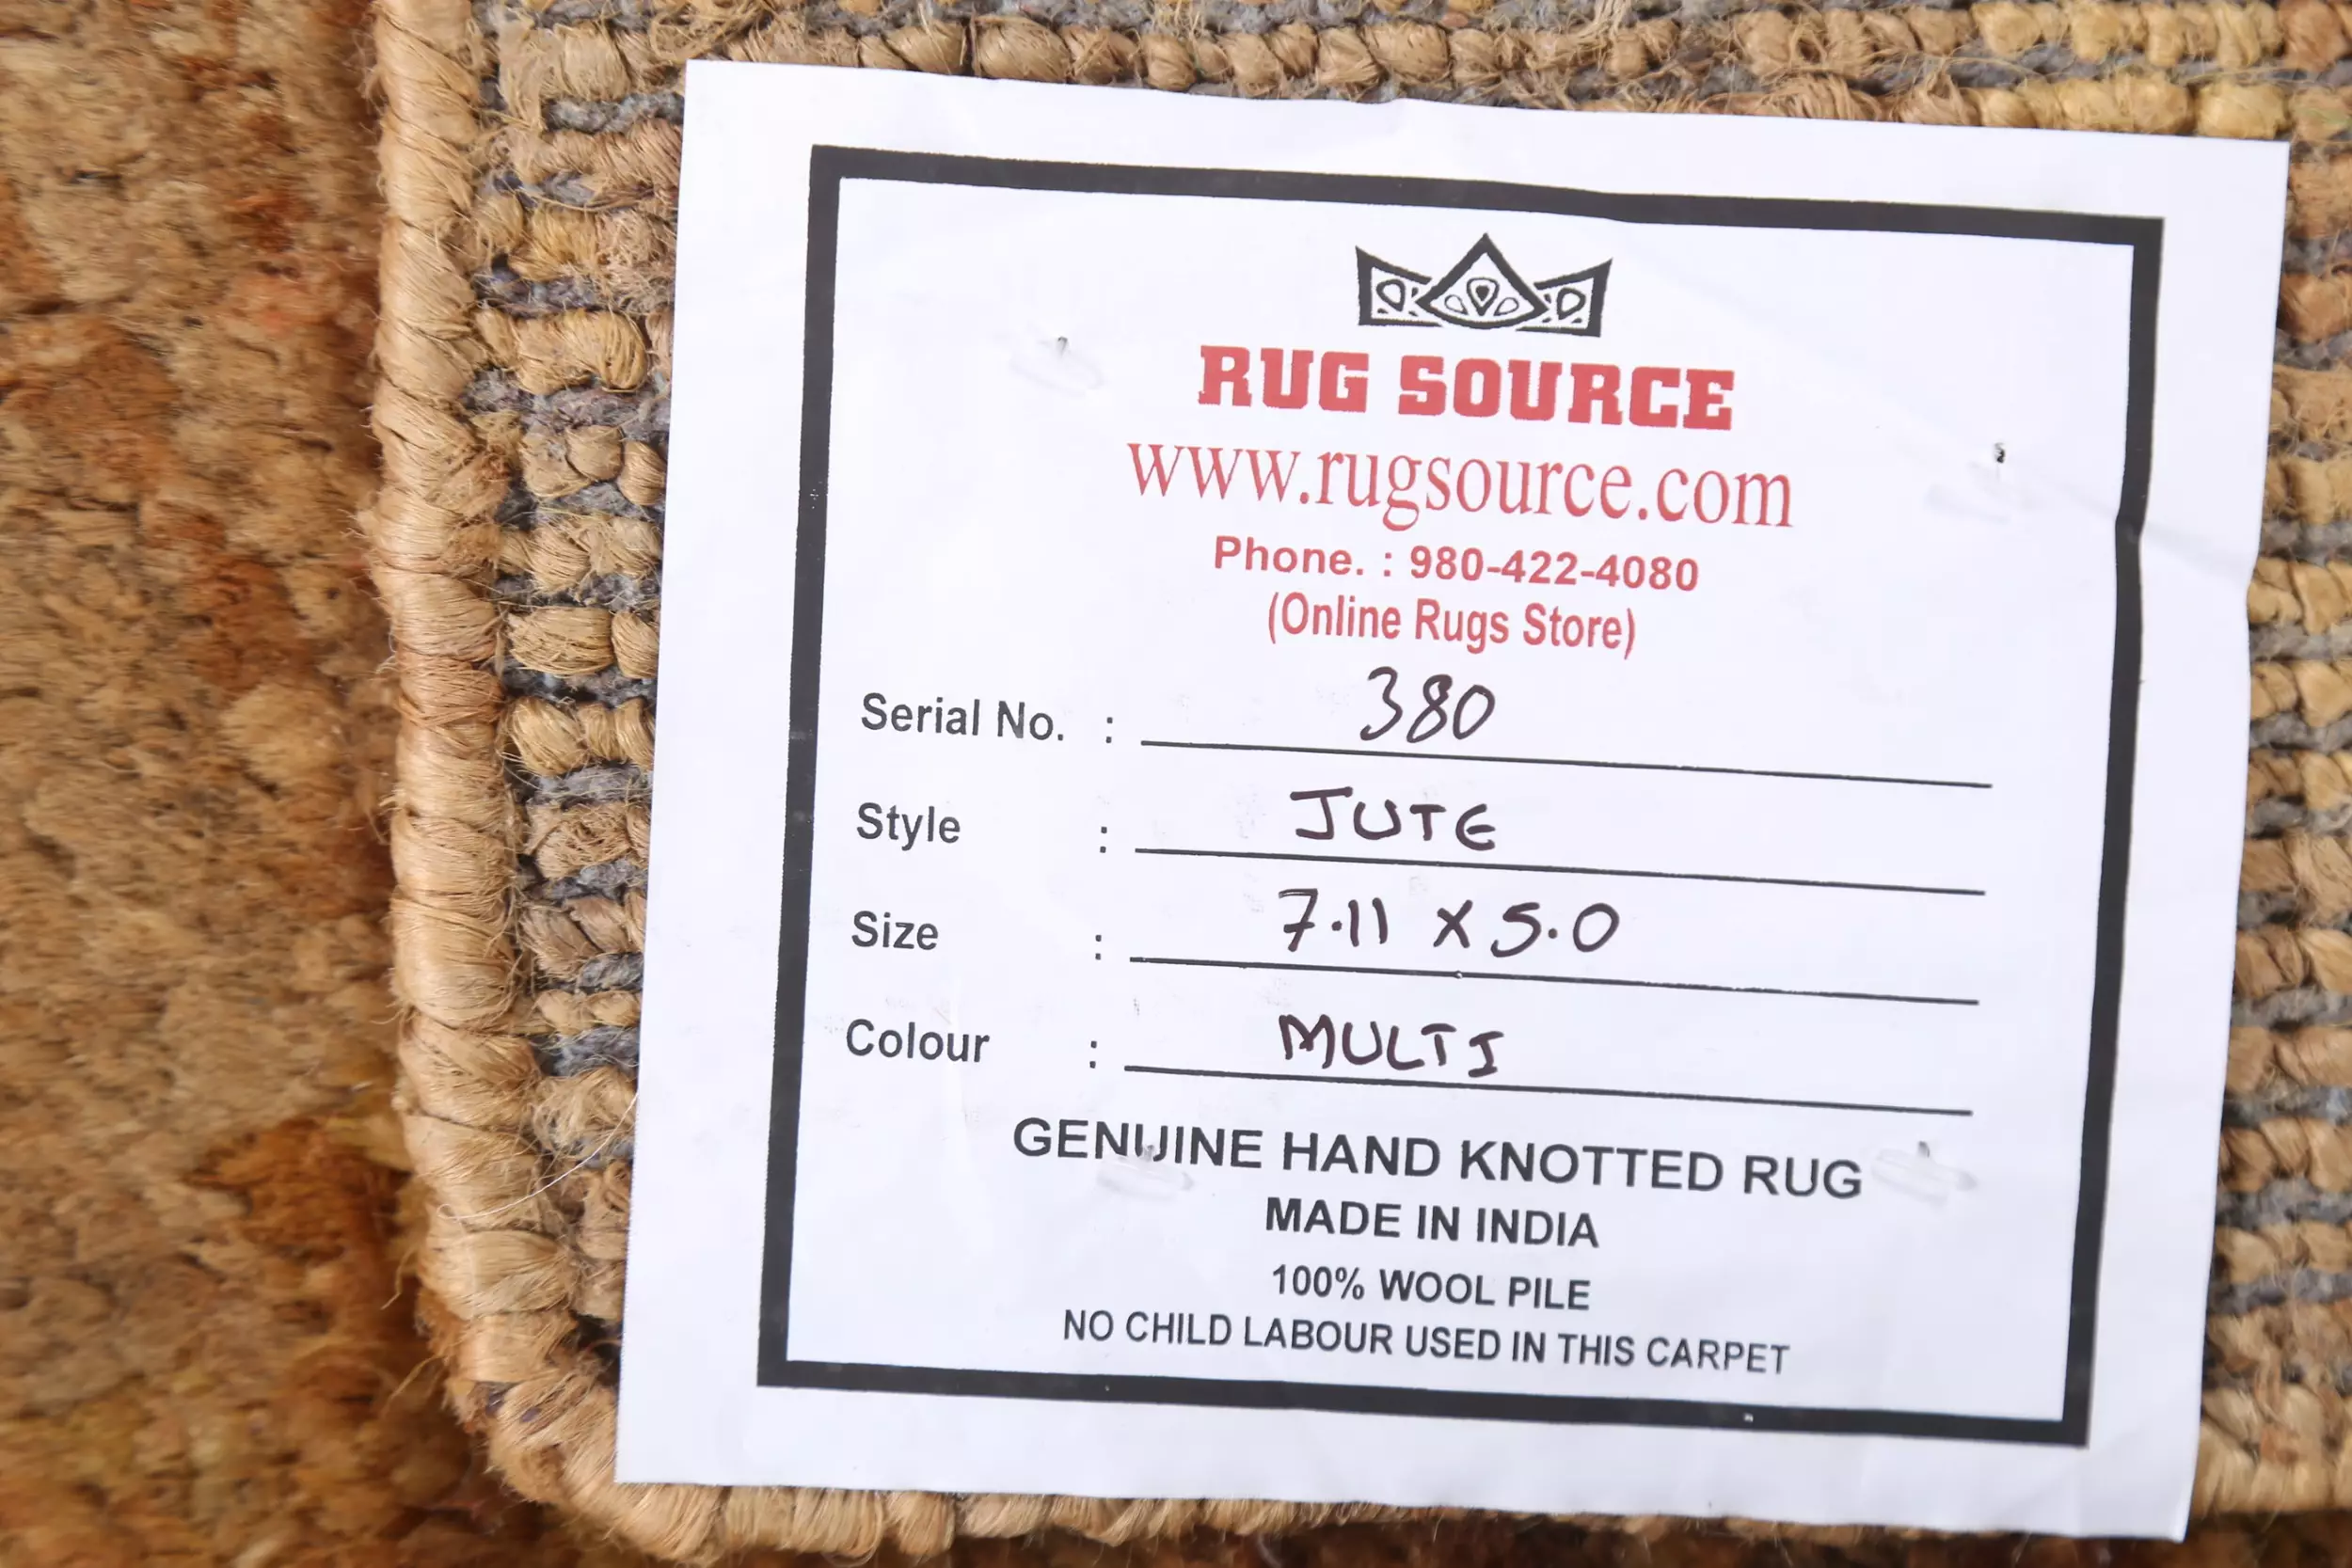 RUG SOURCE
www.rugsource.com
Phone. : 980-422-4080
(Online Rugs Store)
Serial No. : 380
Style : JUTE
Size : 7.11 X 5.0
Colour : MULTI
GENUINE HAND KNOTTED RUG
MADE IN INDIA
100% WOOL PILE
NO CHILD LABOUR USED IN THIS CARPET